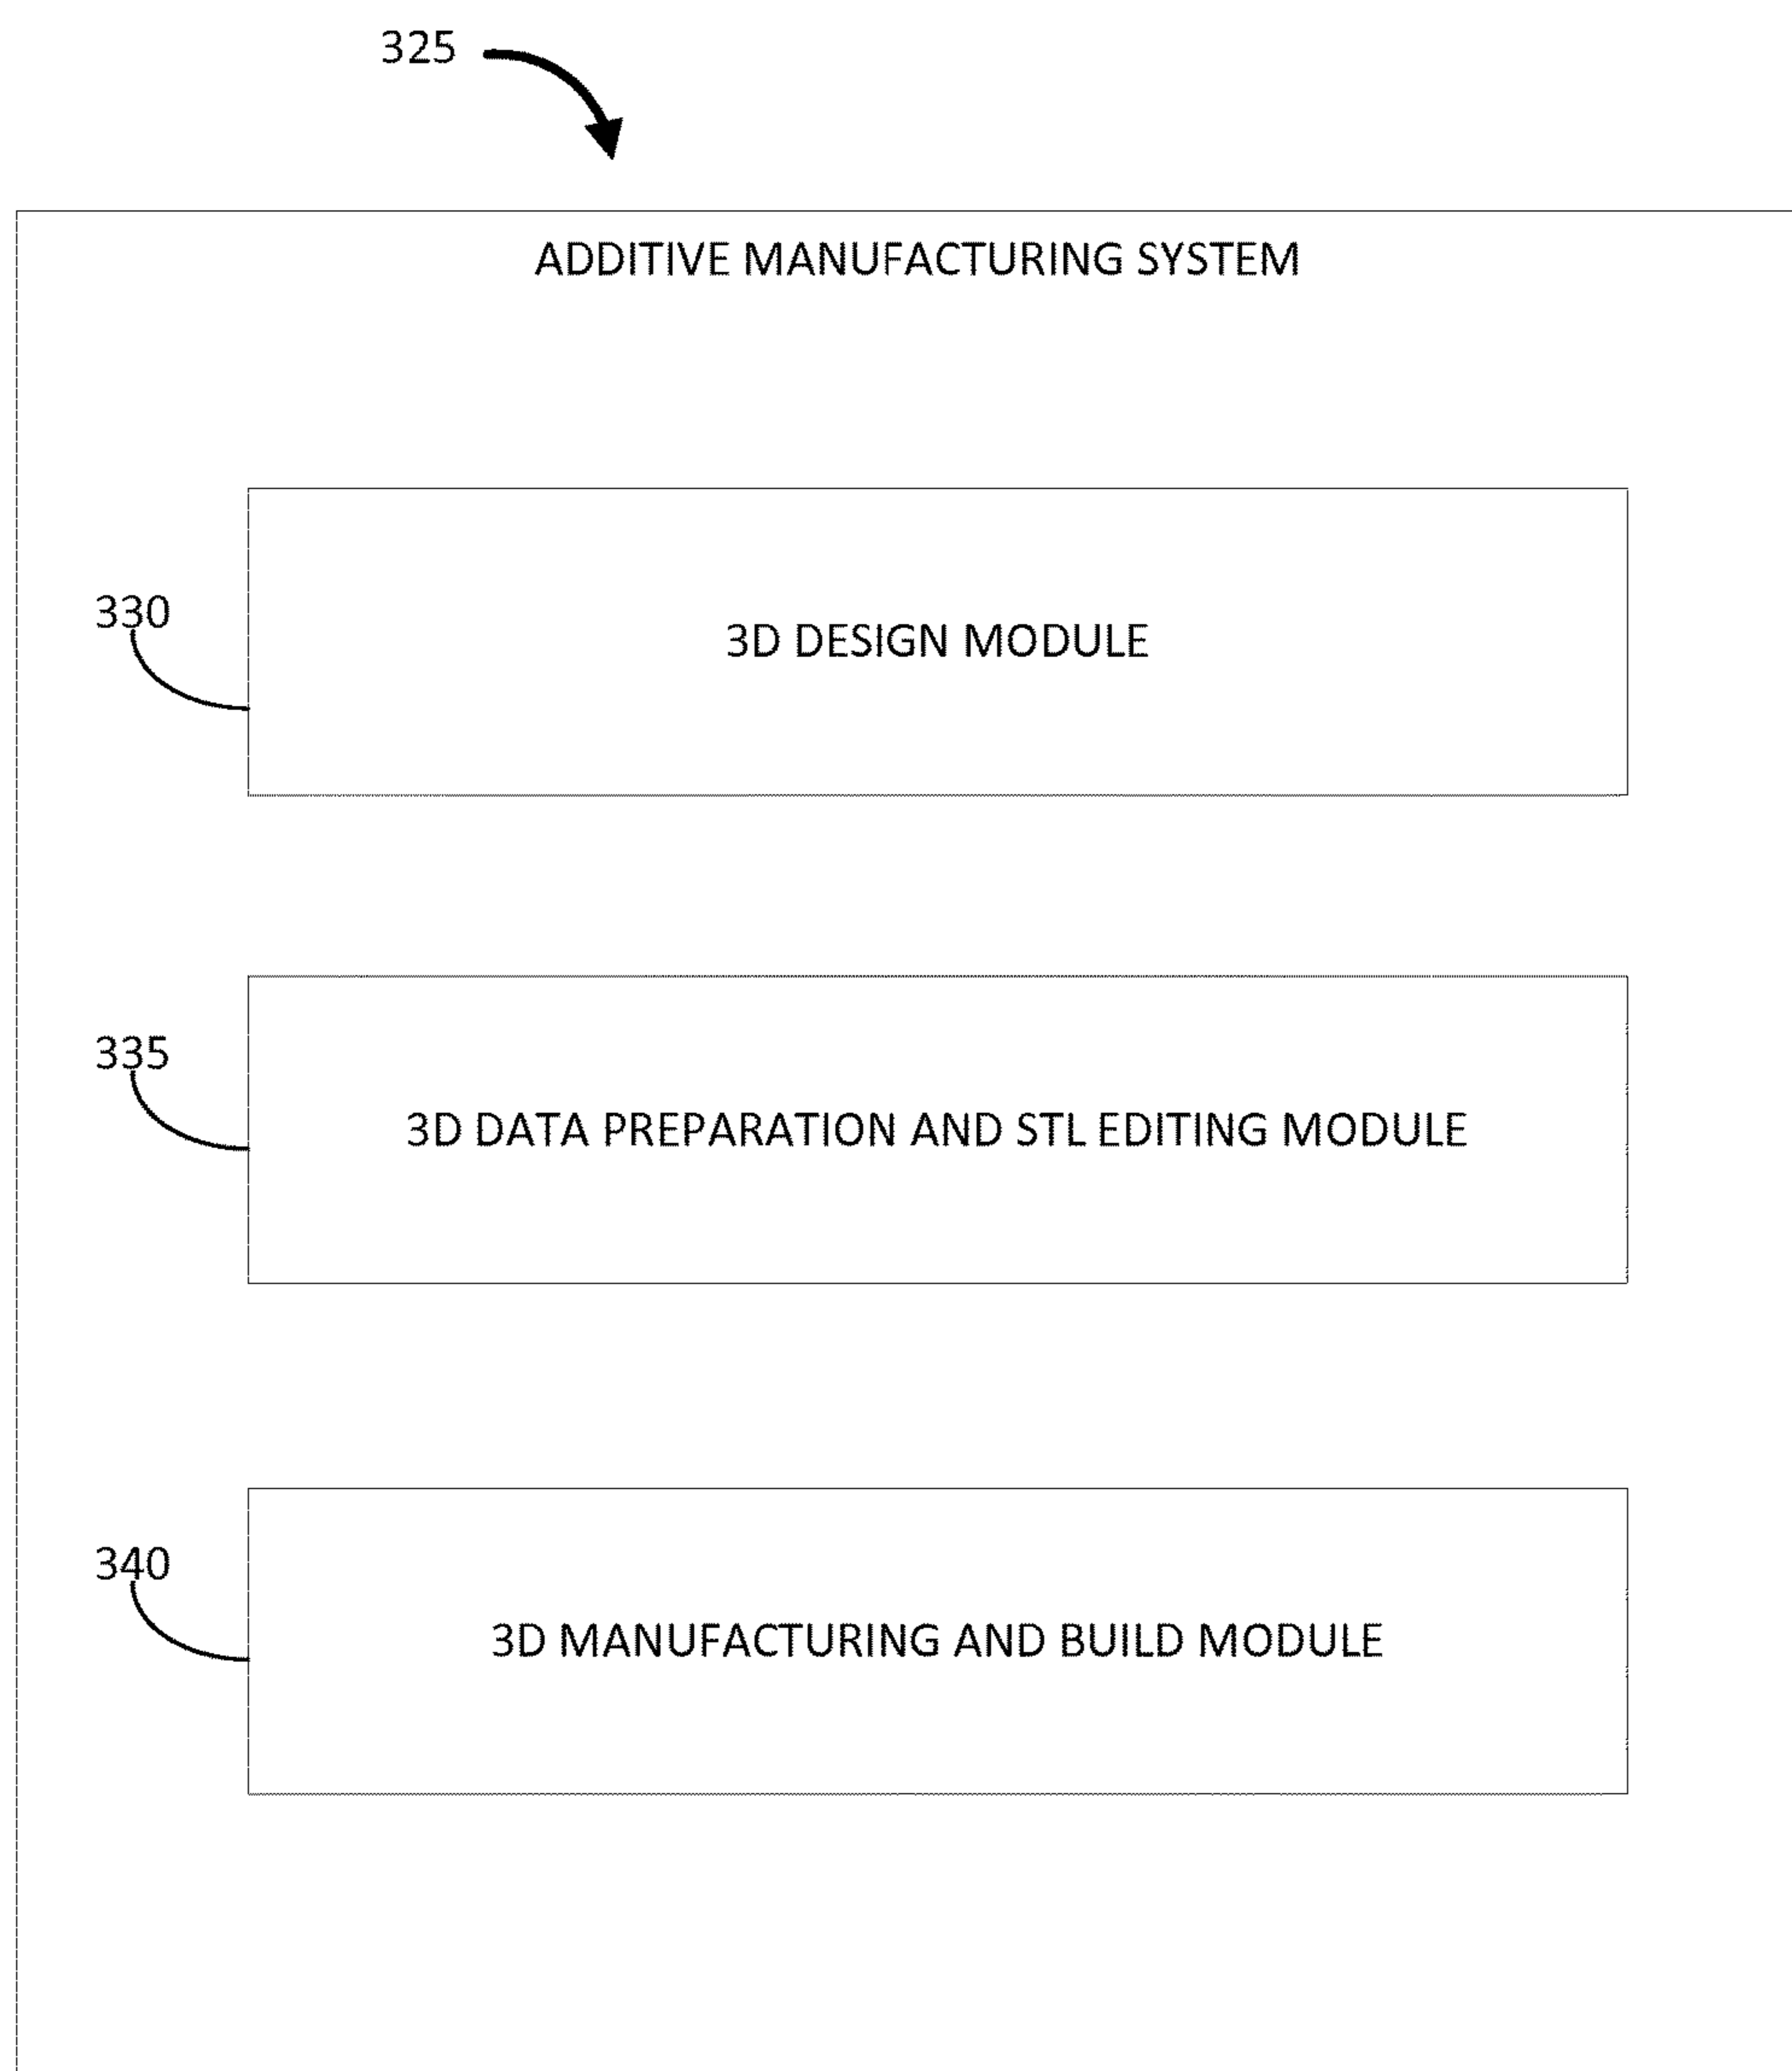 325
ADDITIVE MANUFACTURING SYSTEM
330
3D DESIGN MODULE
335
3D DATA PREPARATION AND STL EDITING MODULE
340
3D MANUFACTURING AND BUILD MODULE